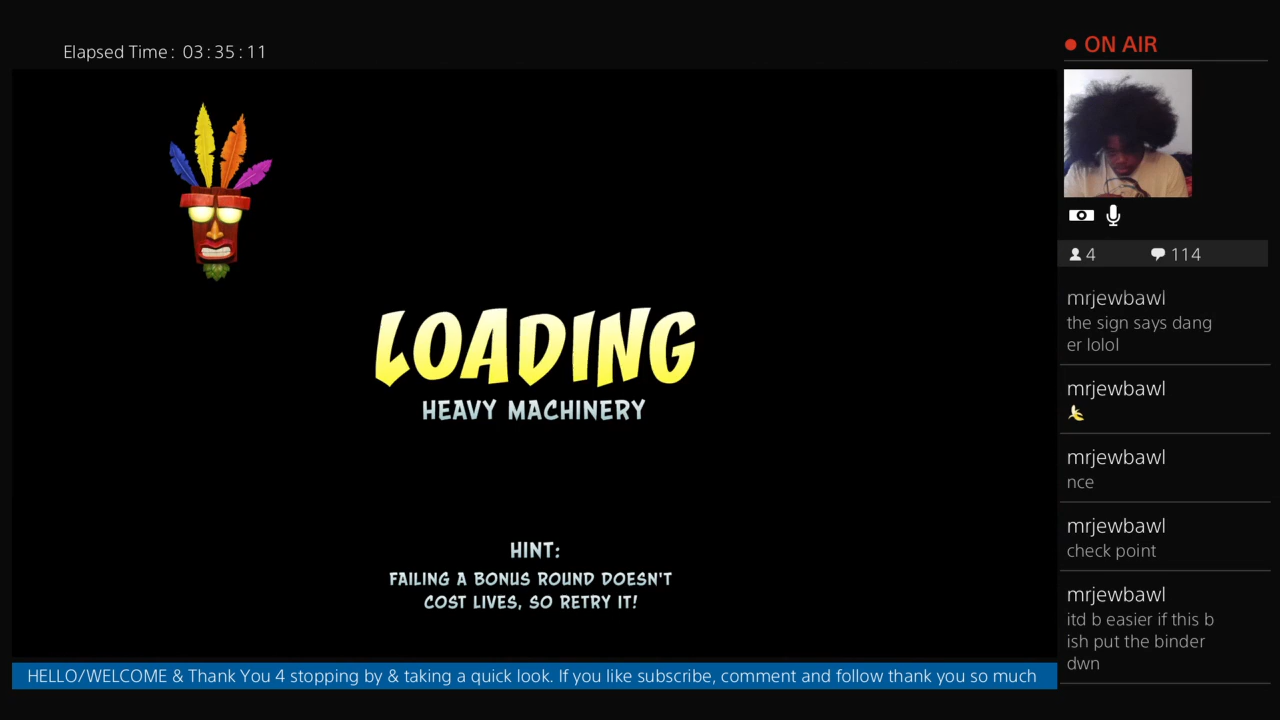 Elapsed Time: 03:35:11
ON AIR
4 114
LOADING
HEAVY MACHINERY
HINT:
FAILING A BONUS ROUND DOESN'T
COST LIVES, SO RETRY IT!
mrjewbawl
the sign says dang
er lolol
mrjewbawl
mrjewbawl
nce
mrjewbawl
check point
mrjewbawl
itd b easier if this b
ish put the binder
dwn
HELLO/WELCOME & Thank You 4 stopping by & taking a quick look. If you like subscribe, comment and follow thank you so much